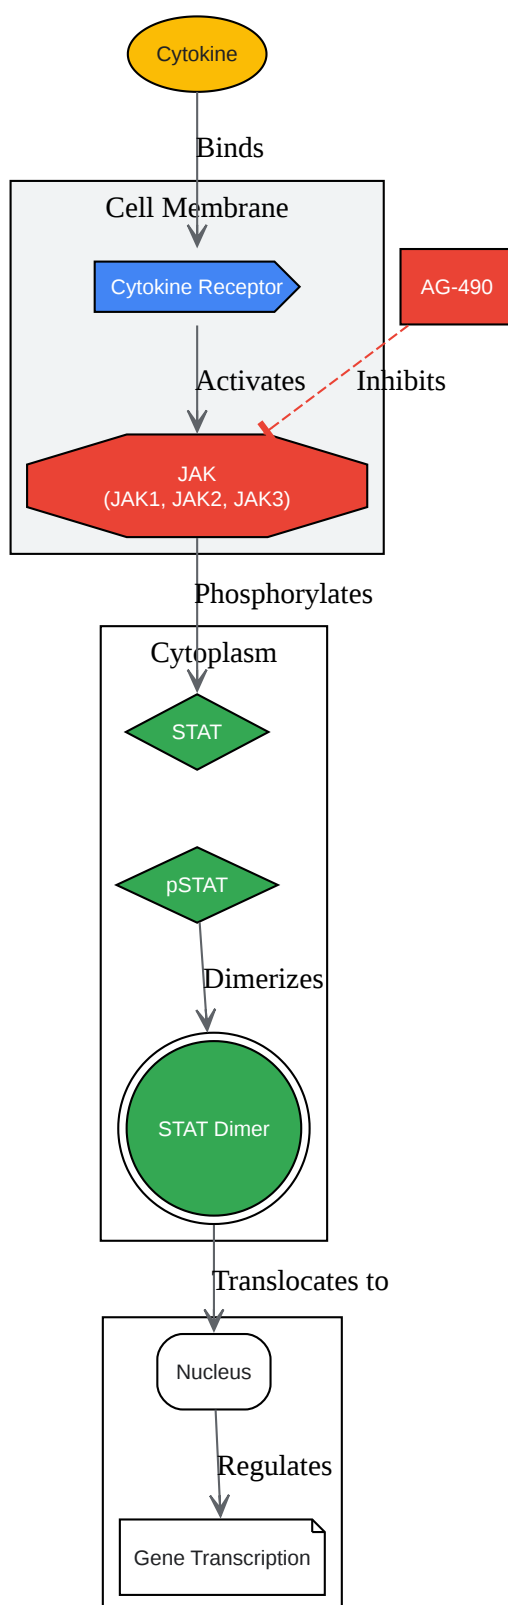 Cytokine
Binds
Cell Membrane
Cytokine Receptor
AG-490
Activates
Inhibits
JAK
(JAK1, JAK2, JAK3)
Phosphorylates
Cytoplasm
STAT
pSTAT
Dimerizes
STAT Dimer
Translocates to
Nucleus
Regulates
Gene Transcription